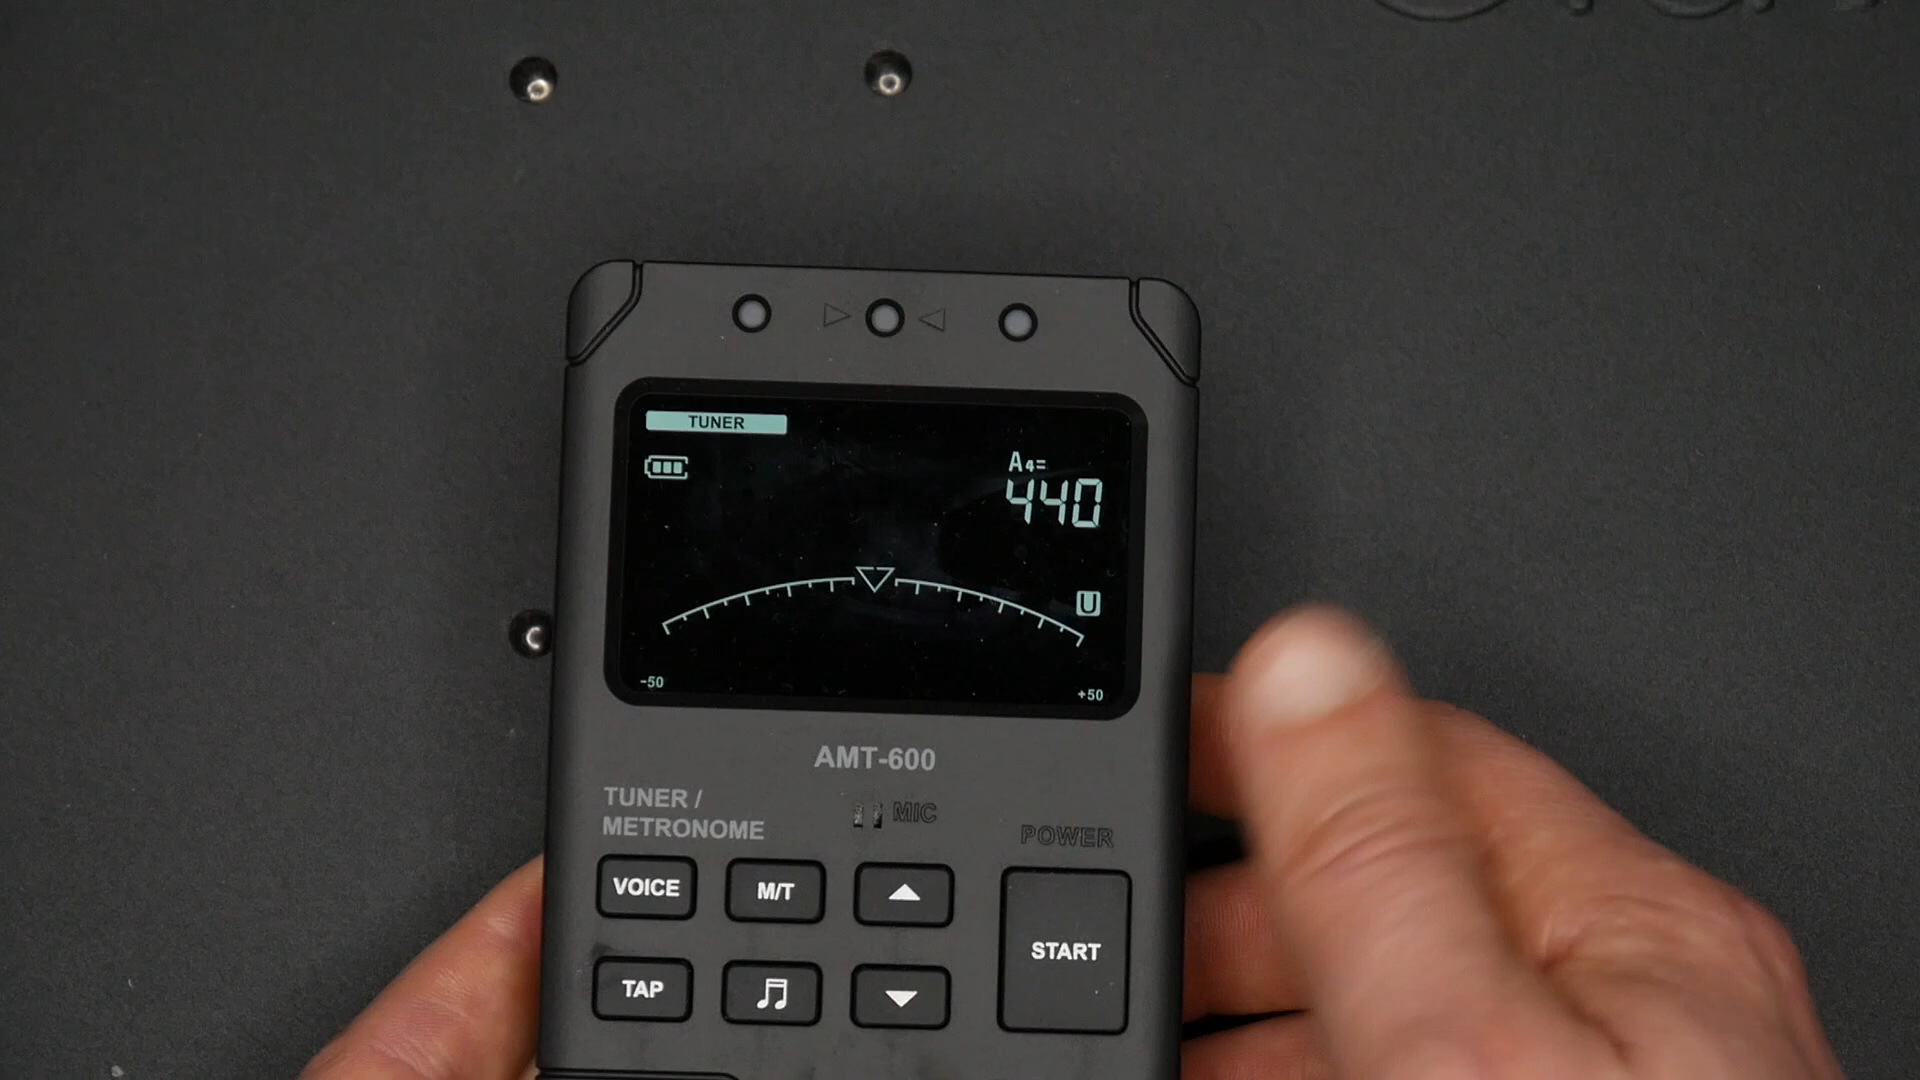 TUNER
A4=
440
U
-50
+50
AMT-600
TUNER /
METRONOME
MIC
POWER
VOICE
M/T
START
TAP